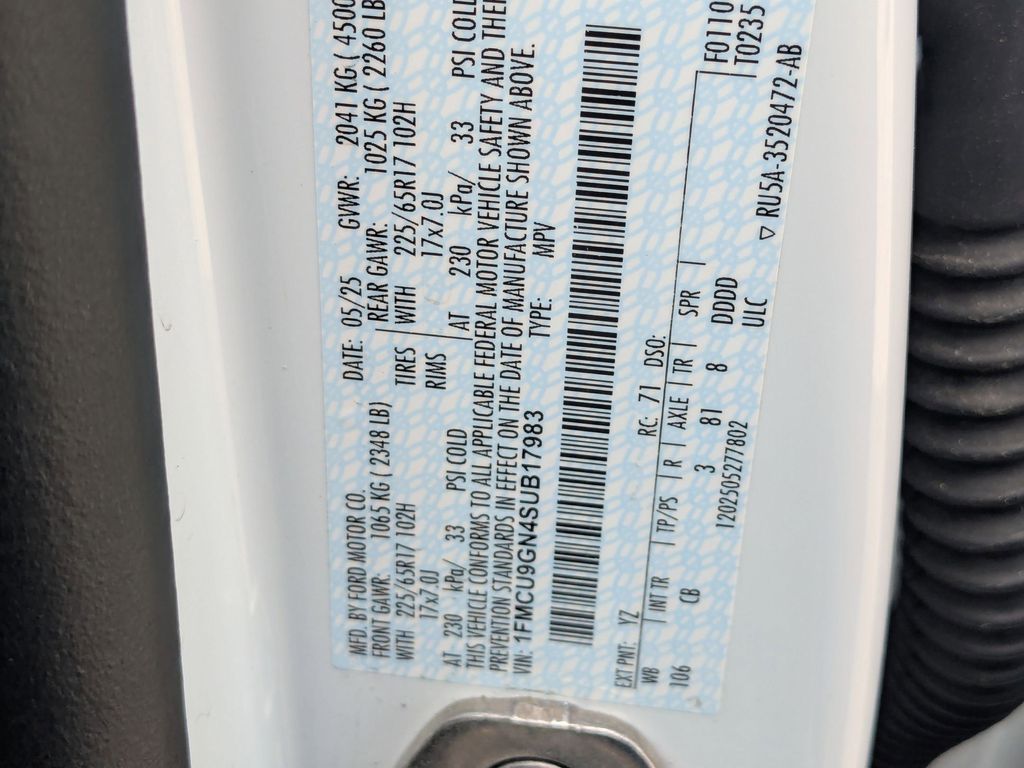 MFD. BY FORD MOTOR CO. DATE: 05/25 GVWR: 2041 KG ( 4500
FRONT GAWR: 1065 KG ( 2348 LB) REAR GAWR: 1025 KG ( 2260 LB
WITH 225/65R17 102H TIRES WITH 225/65R17 102H
17x7.0J RIMS 17x7.0J
AT 230 kPa/ 33 PSI COLD AT 230 kPa/ 33 PSI COLD
THIS VEHICLE CONFORMS TO ALL APPLICABLE FEDERAL MOTOR VEHICLE SAFETY AND THE
PREVENTION STANDARDS IN EFFECT ON THE DATE OF MANUFACTURE SHOWN ABOVE.
VIN: 1FMCU9GN4SUB17983 TYPE: MPV
EXT PNT: YZ RC: 71 DSO:
WB INT TR TP/PS R AXLE TR SPR
106 CB 3 81 8 DDDD
ULC
F0110
T0235
1202505277802
▽ RU5A-3520472-AB